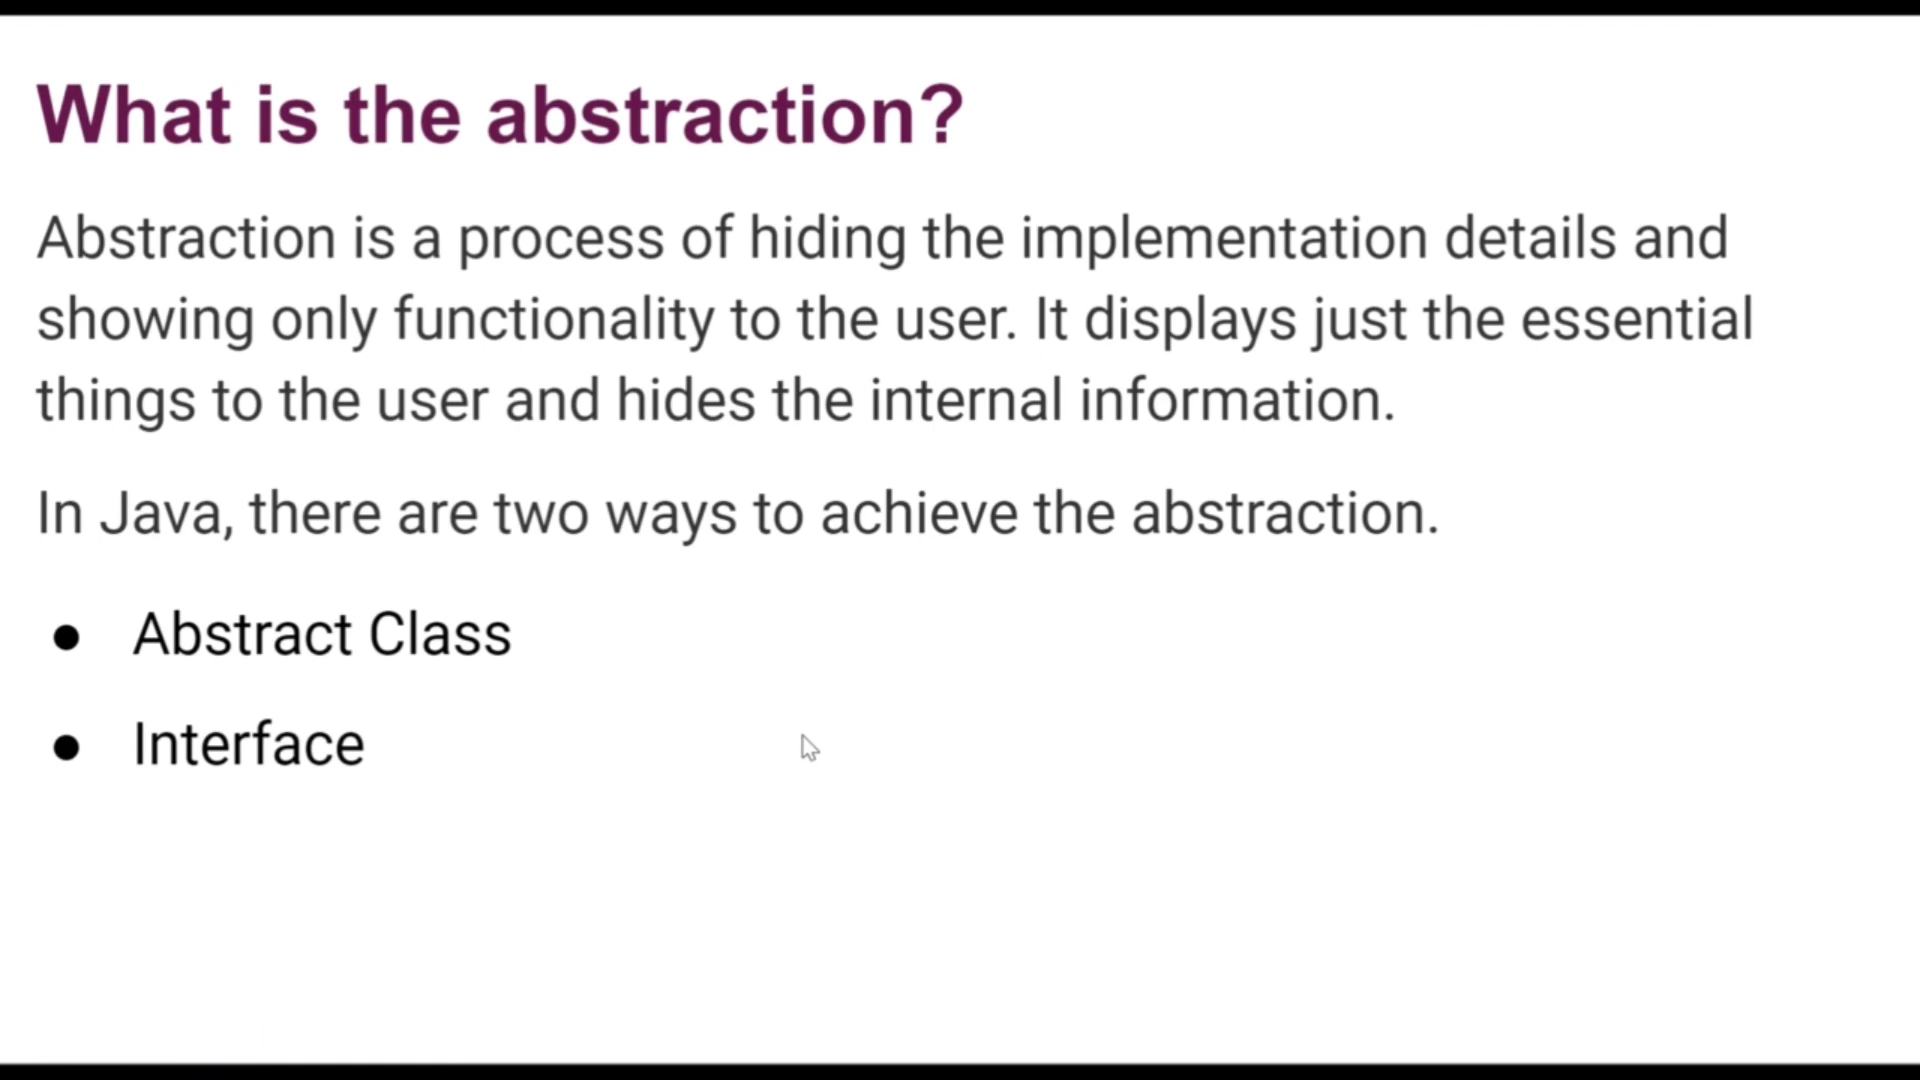 What is the abstraction?
Abstraction is a process of hiding the implementation details and
showing only functionality to the user. It displays just the essential
things to the user and hides the internal information.
In Java, there are two ways to achieve the abstraction.
● Abstract Class
● Interface